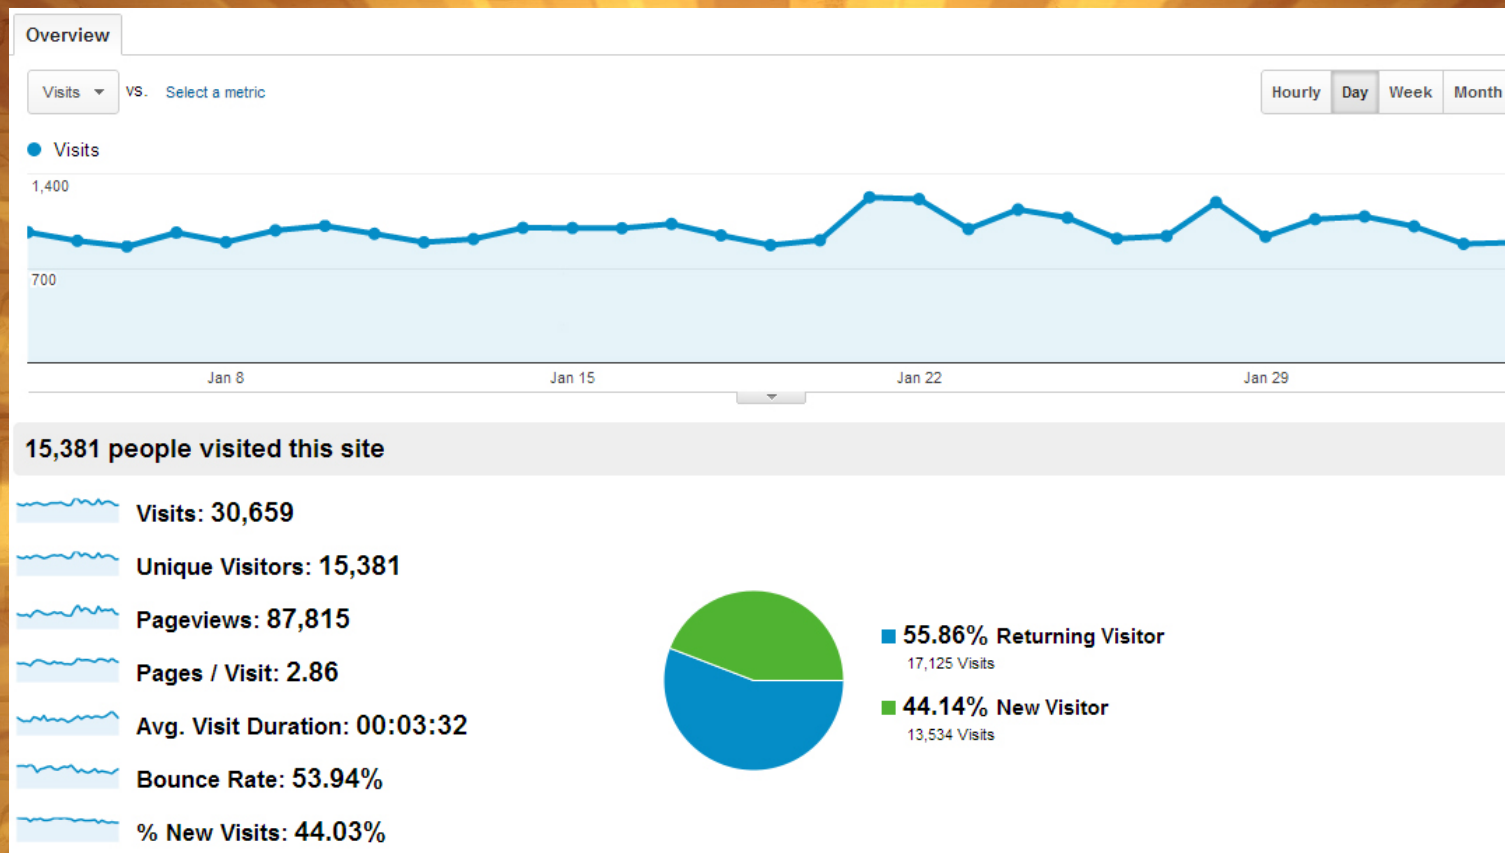 Overview
Visits vs. Select a metric Hourly Day Week Month
Visits
1,400
700
Jan 8 Jan 15 Jan 22 Jan 29
15,381 people visited this site
Visits: 30,659
Unique Visitors: 15,381
Pageviews: 87,815
Pages / Visit: 2.86
Avg. Visit Duration: 00:03:32
Bounce Rate: 53.94%
% New Visits: 44.03%
55.86% Returning Visitor
17,125 Visits
44.14% New Visitor
13,534 Visits